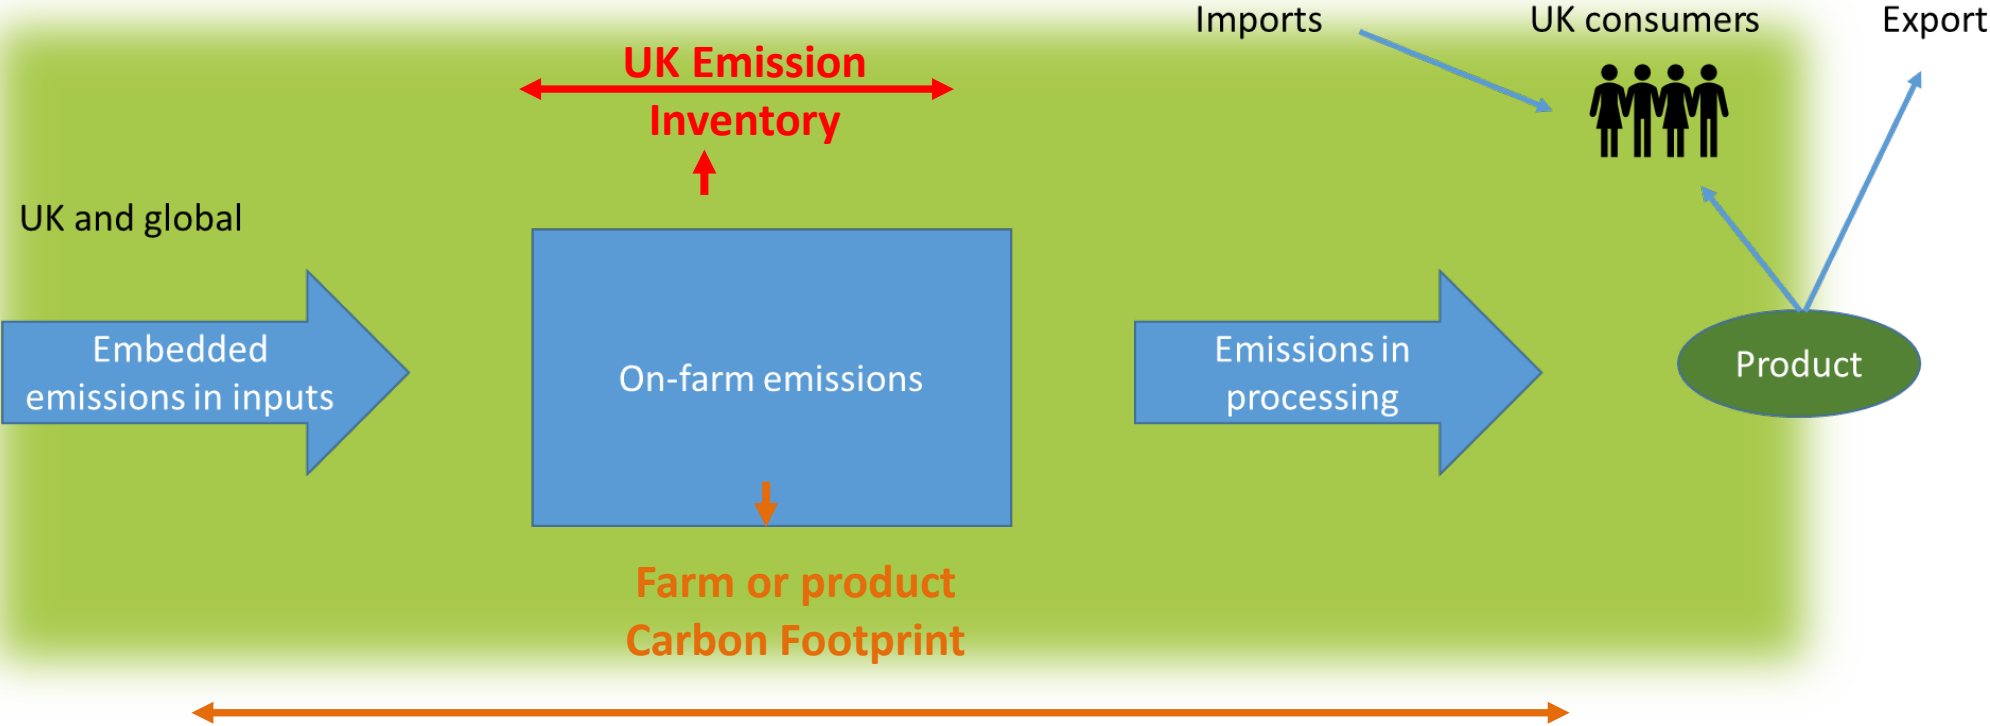 Imports
UK consumers
Export
UK Emission
Inventory
UK and global
Embedded
emissions in inputs
On-farm emissions
Emissions in
processing
Product
Farm or product
Carbon Footprint